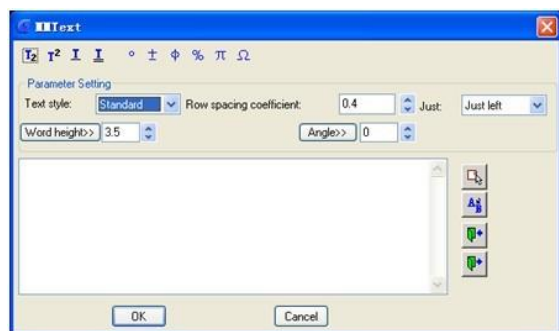 MMText
T₂ T² I I ° ± ϕ % π Ω
Parameter Setting
Text style: Standard Row spacing coefficient: 0.4 Just: Just left
Word height>> 3.5 Angle>> 0
OK Cancel